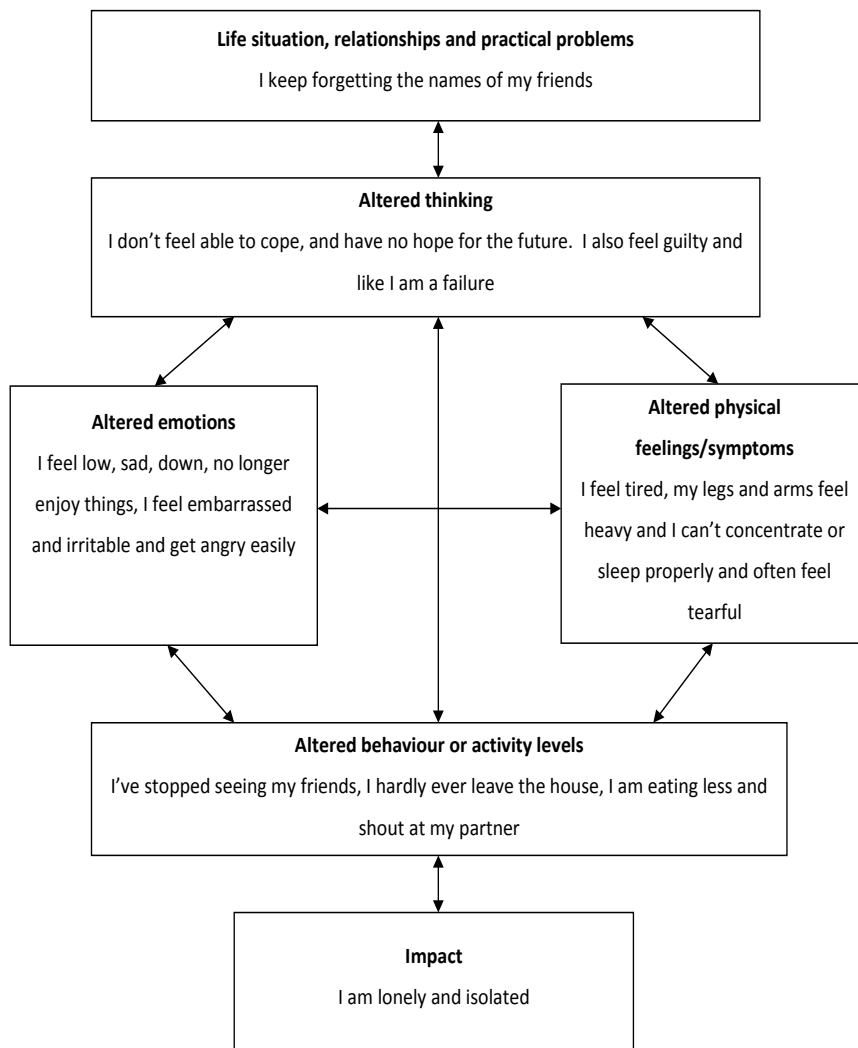 Life situation, relationships and practical problems
I keep forgetting the names of my friends
Altered thinking
I don’t feel able to cope, and have no hope for the future.  I also feel guilty and
like I am a failure
Altered emotions
I feel low, sad, down, no longer
enjoy things, I feel embarrassed
and irritable and get angry easily
Altered physical
feelings/symptoms
I feel tired, my legs and arms feel
heavy and I can’t concentrate or
sleep properly and often feel
tearful
Altered behaviour or activity levels
I’ve stopped seeing my friends, I hardly ever leave the house, I am eating less and
shout at my partner
Impact
I am lonely and isolated